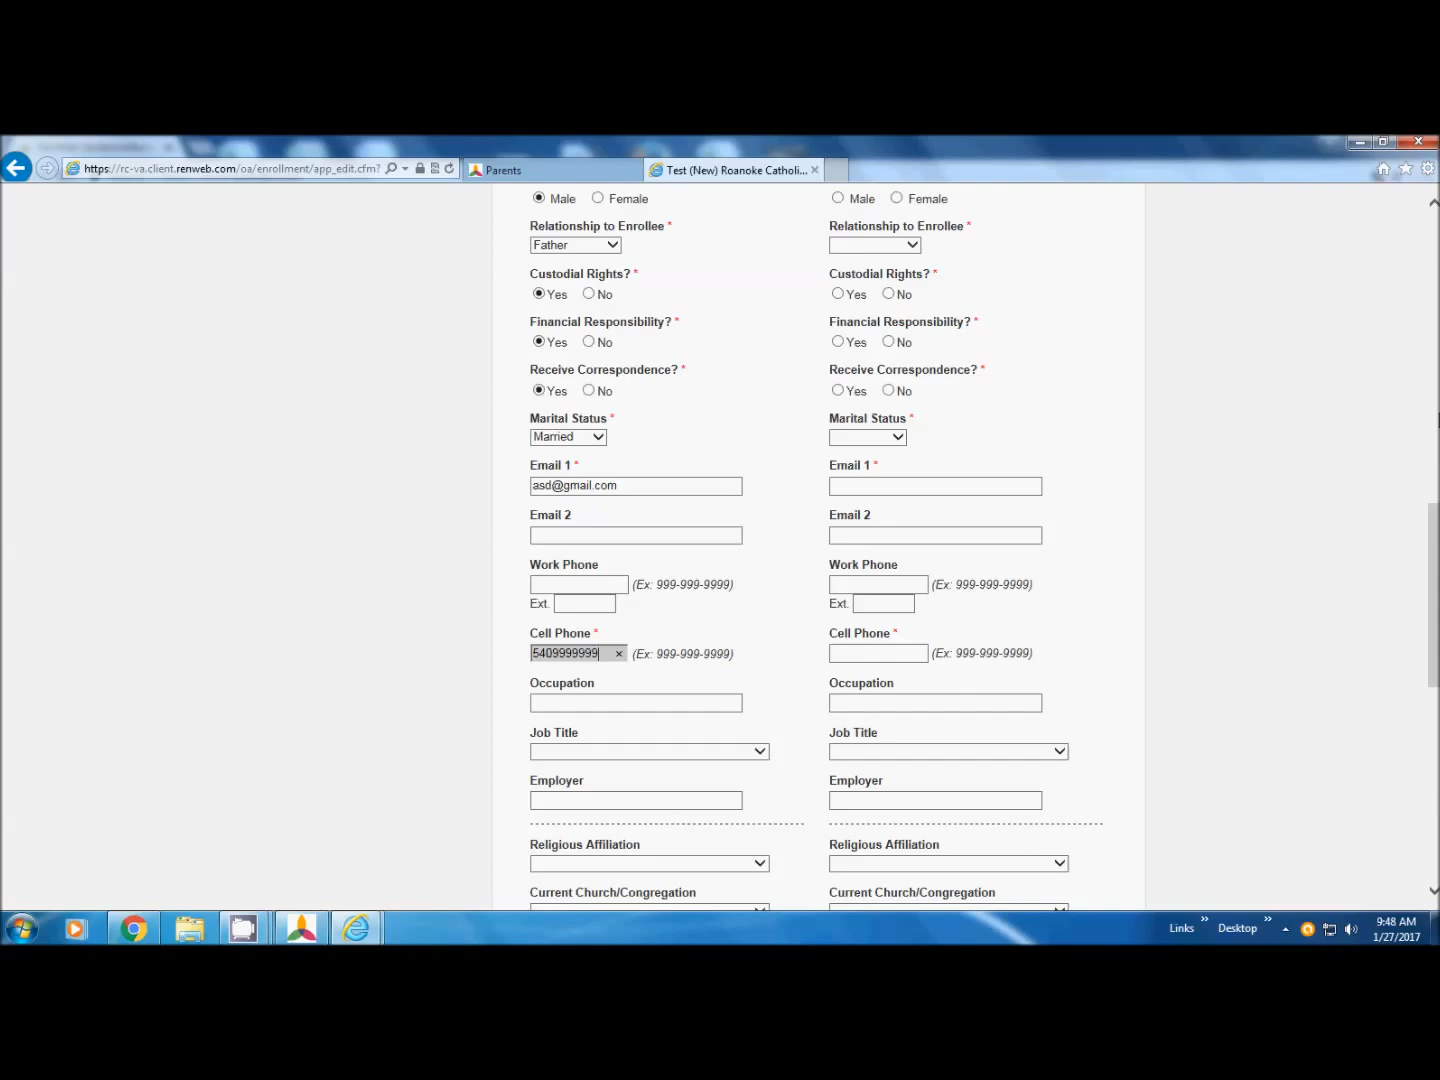 https://rc-va.client.renweb.com/oa/enrollment/app_edit.cfm?
Parents
Test (New) Roanoke Catholi...
Male Female Male Female
Relationship to Enrollee * Relationship to Enrollee *
Father
Custodial Rights? * Custodial Rights? *
Yes No Yes No
Financial Responsibility? * Financial Responsibility? *
Yes No Yes No
Receive Correspondence? * Receive Correspondence? *
Yes No Yes No
Marital Status * Marital Status *
Married
Email 1 * Email 1 *
asd@gmail.com
Email 2 Email 2
Work Phone Work Phone
(Ex: 999-999-9999) (Ex: 999-999-9999)
Ext. Ext.
Cell Phone * Cell Phone *
5409999999 (Ex: 999-999-9999) (Ex: 999-999-9999)
Occupation Occupation
Job Title Job Title
Employer Employer
Religious Affiliation Religious Affiliation
Current Church/Congregation Current Church/Congregation
Links Desktop 9:48 AM
1/27/2017